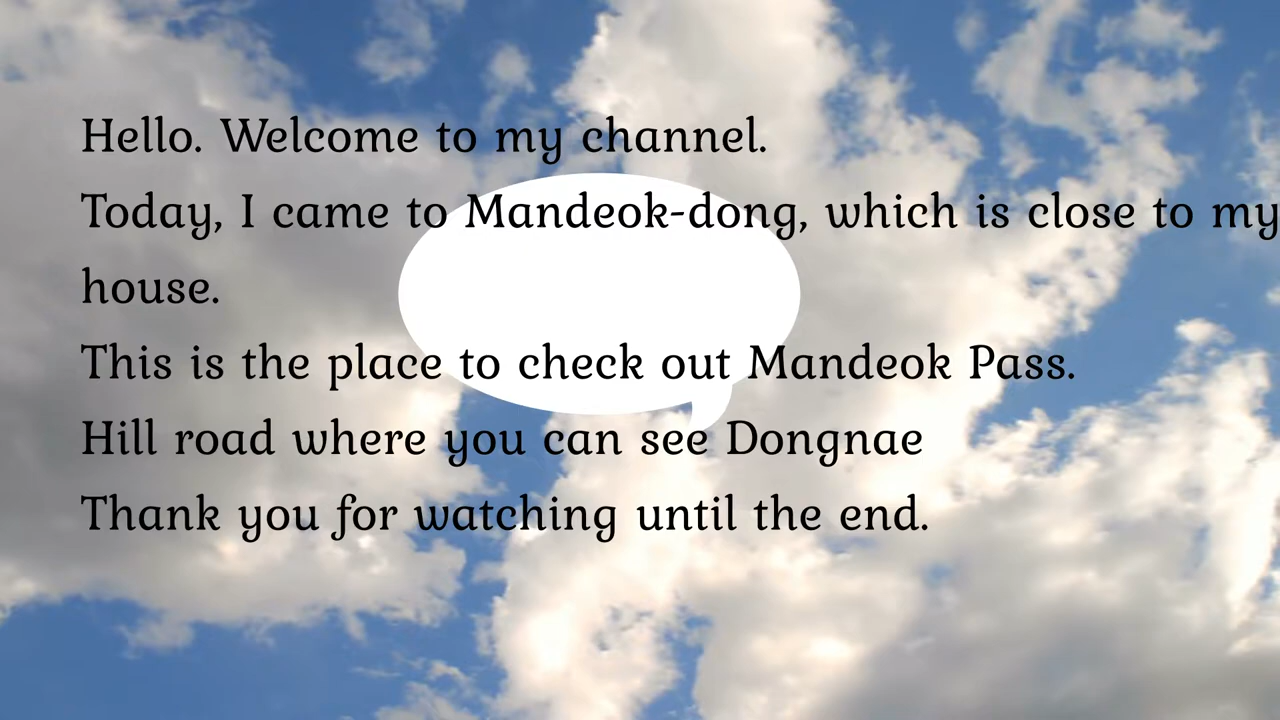 Hello. Welcome to my channel.
Today, I came to Mandeok-dong, which is close to my
house.
This is the place to check out Mandeok Pass.
Hill road where you can see Dongnae
Thank you for watching until the end.